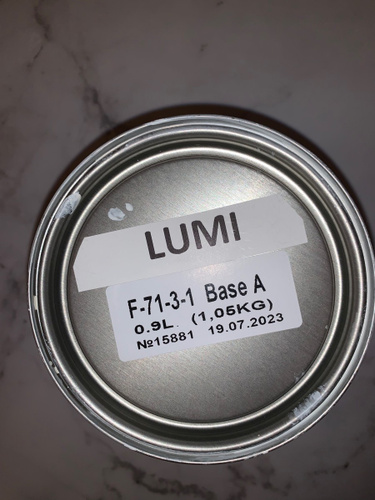 LUMI
F-71-3-1 Base A
0.9L. (1,05KG)
№15881 19.07.2023